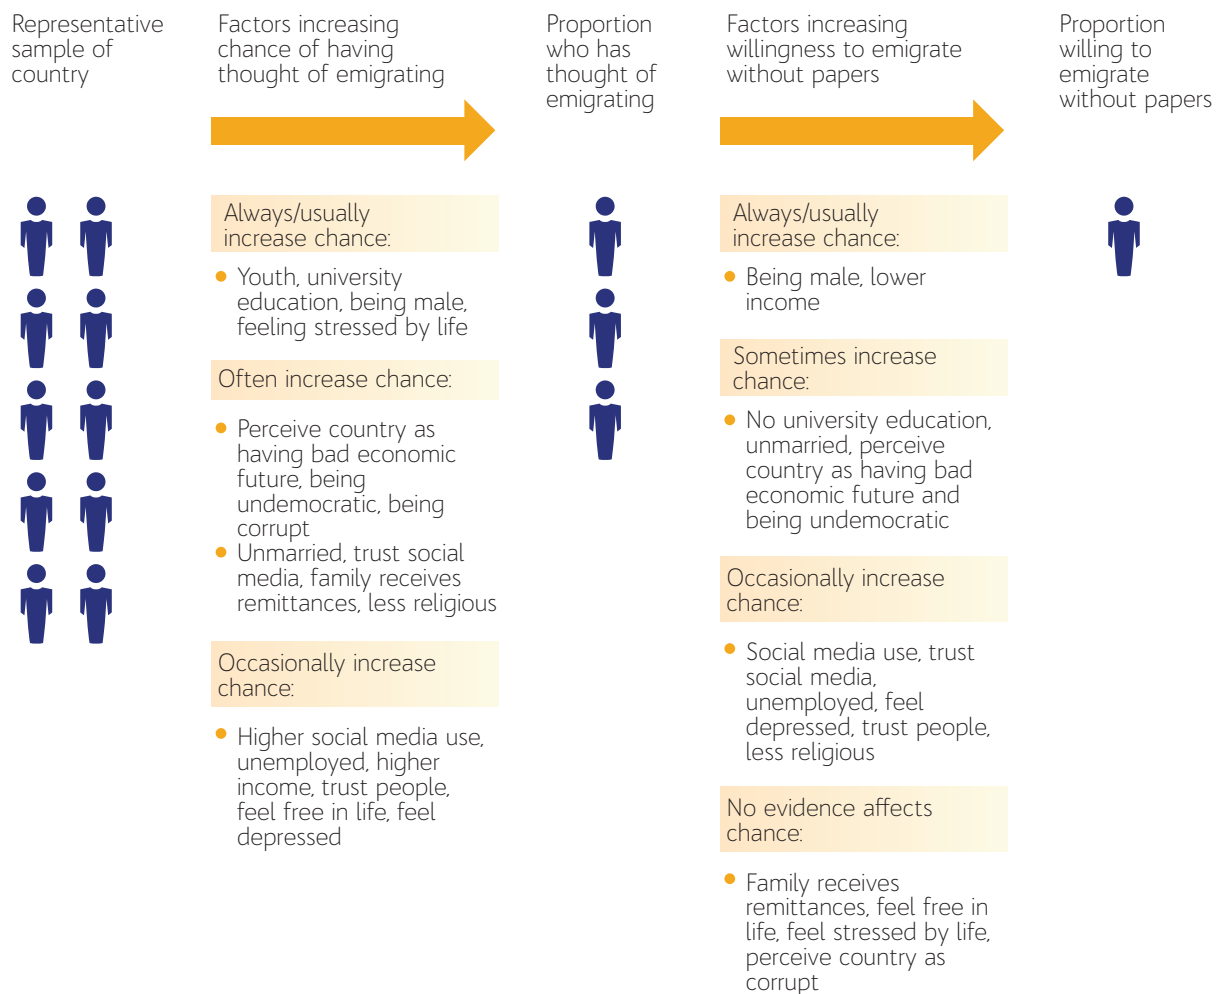 Representative
sample of
country
Factors increasing
chance of having
thought of emigrating
Proportion
who has
thought of
emigrating
Factors increasing
willingness to emigrate
without papers
Proportion
willing to
emigrate
without papers
Always/usually
increase chance:
• Youth, university
education, being male,
feeling stressed by life
Often increase chance:
• Perceive country as
having bad economic
future, being
undemocratic, being
corrupt
• Unmarried, trust social
media, family receives
remittances, less religious
Occasionally increase
chance:
• Higher social media use,
unemployed, higher
income, trust people,
feel free in life, feel
depressed
Always/usually
increase chance:
• Being male, lower
income
Sometimes increase
chance:
• No university education,
unmarried, perceive
country as having bad
economic future and
being undemocratic
Occasionally increase
chance:
• Social media use, trust
social media,
unemployed, feel
depressed, trust people,
less religious
No evidence affects
chance:
• Family receives
remittances, feel free in
life, feel stressed by life,
perceive country as
corrupt